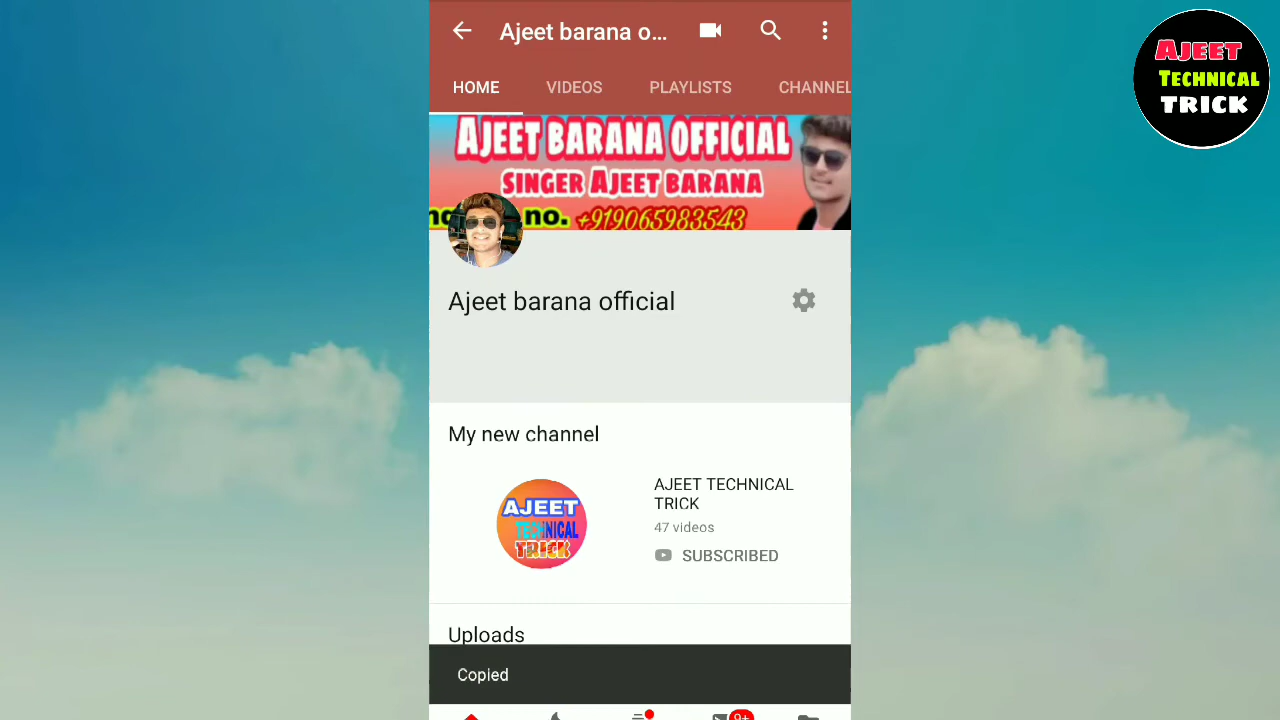 Ajeet barana o...
HOME VIDEOS PLAYLISTS CHANNEL
AJEET BARANA OFFICIAL
SINGER AJEET BARANA
no. +919065983543
Ajeet barana official
My new channel
AJEET TECHNICAL TRICK
AJEET TECHNICAL
TRICK
47 videos
SUBSCRIBED
Uploads
Copied
9+
AJEET
TECHNICAL
TRICK